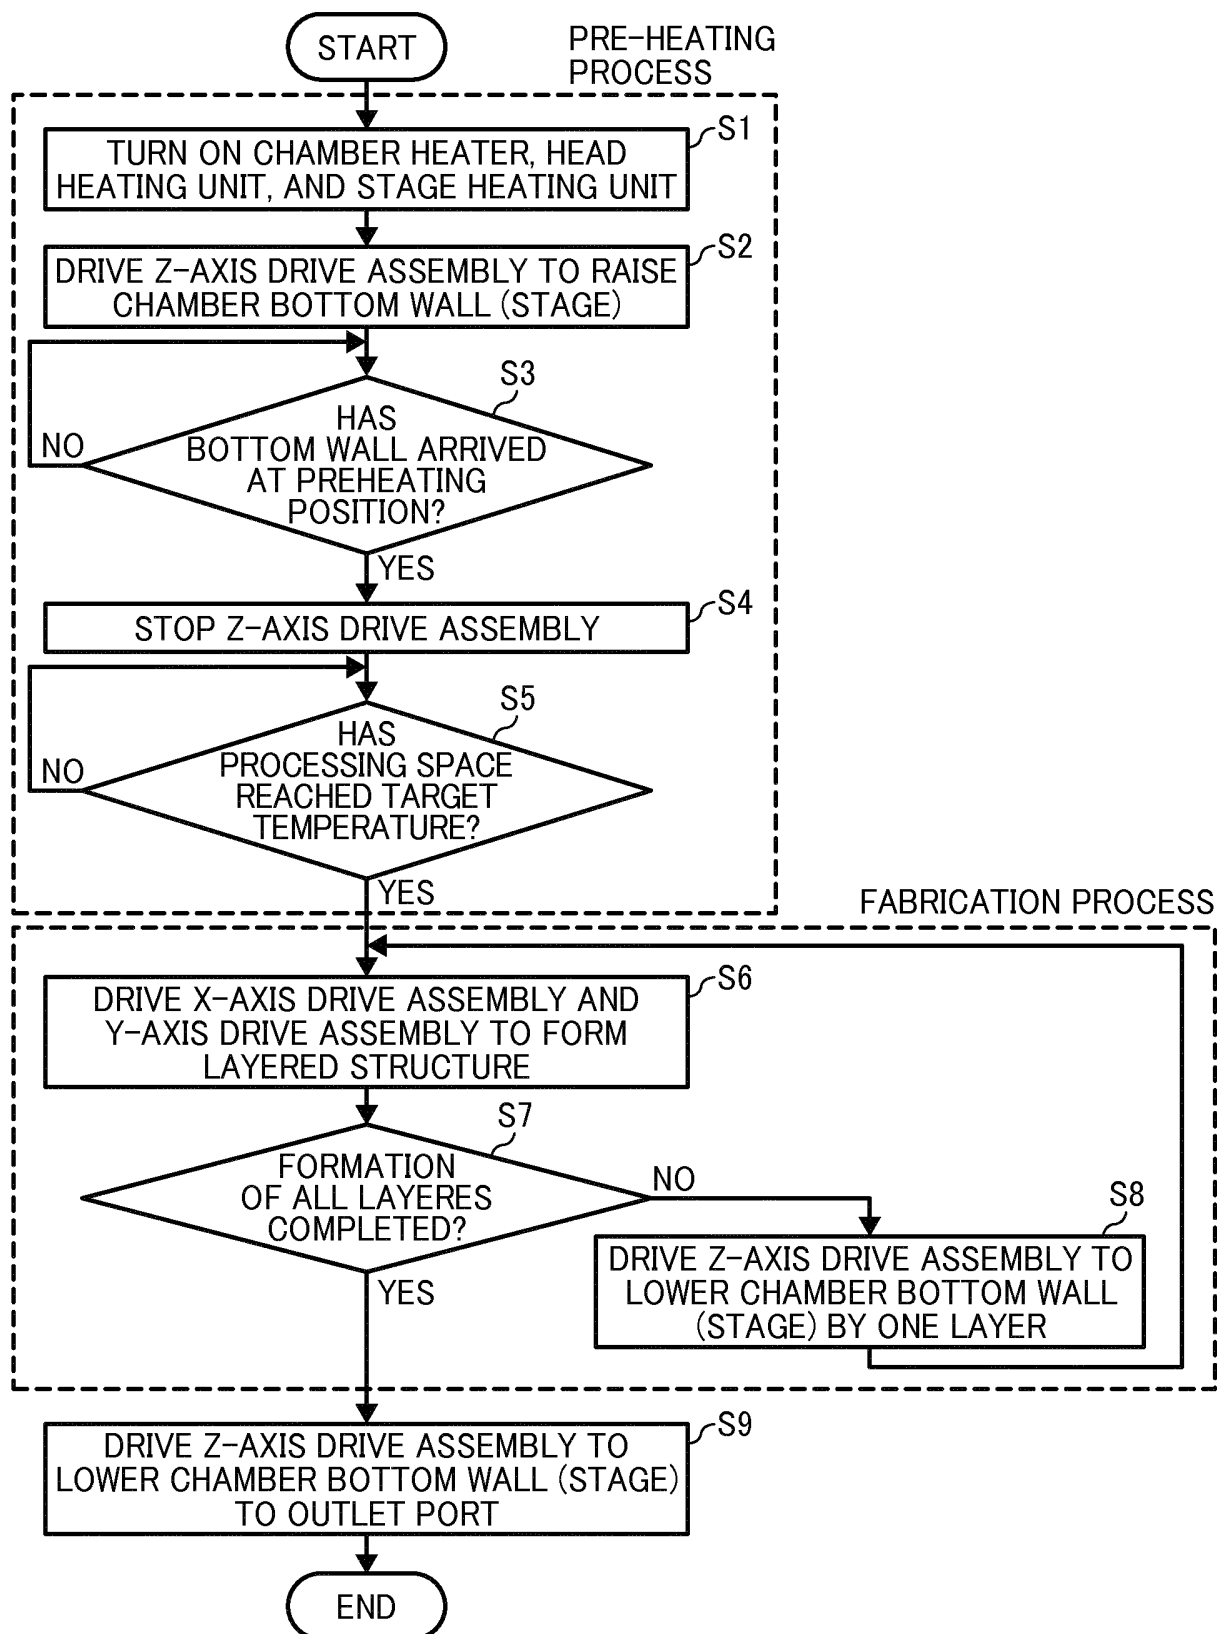 START
PRE-HEATING
PROCESS
S1
TURN ON CHAMBER HEATER, HEAD
HEATING UNIT, AND STAGE HEATING UNIT
S2
DRIVE Z-AXIS DRIVE ASSEMBLY TO RAISE
CHAMBER BOTTOM WALL (STAGE)
S3
HAS
BOTTOM WALL ARRIVED
AT PREHEATING
POSITION?
NO
YES
S4
STOP Z-AXIS DRIVE ASSEMBLY
S5
HAS
PROCESSING SPACE
REACHED TARGET
TEMPERATURE?
NO
YES
FABRICATION PROCESS
S6
DRIVE X-AXIS DRIVE ASSEMBLY AND
Y-AXIS DRIVE ASSEMBLY TO FORM
LAYERED STRUCTURE
S7
FORMATION
OF ALL LAYERES
COMPLETED?
NO
YES
S8
DRIVE Z-AXIS DRIVE ASSEMBLY TO
LOWER CHAMBER BOTTOM WALL
(STAGE) BY ONE LAYER
S9
DRIVE Z-AXIS DRIVE ASSEMBLY TO
LOWER CHAMBER BOTTOM WALL (STAGE)
TO OUTLET PORT
END